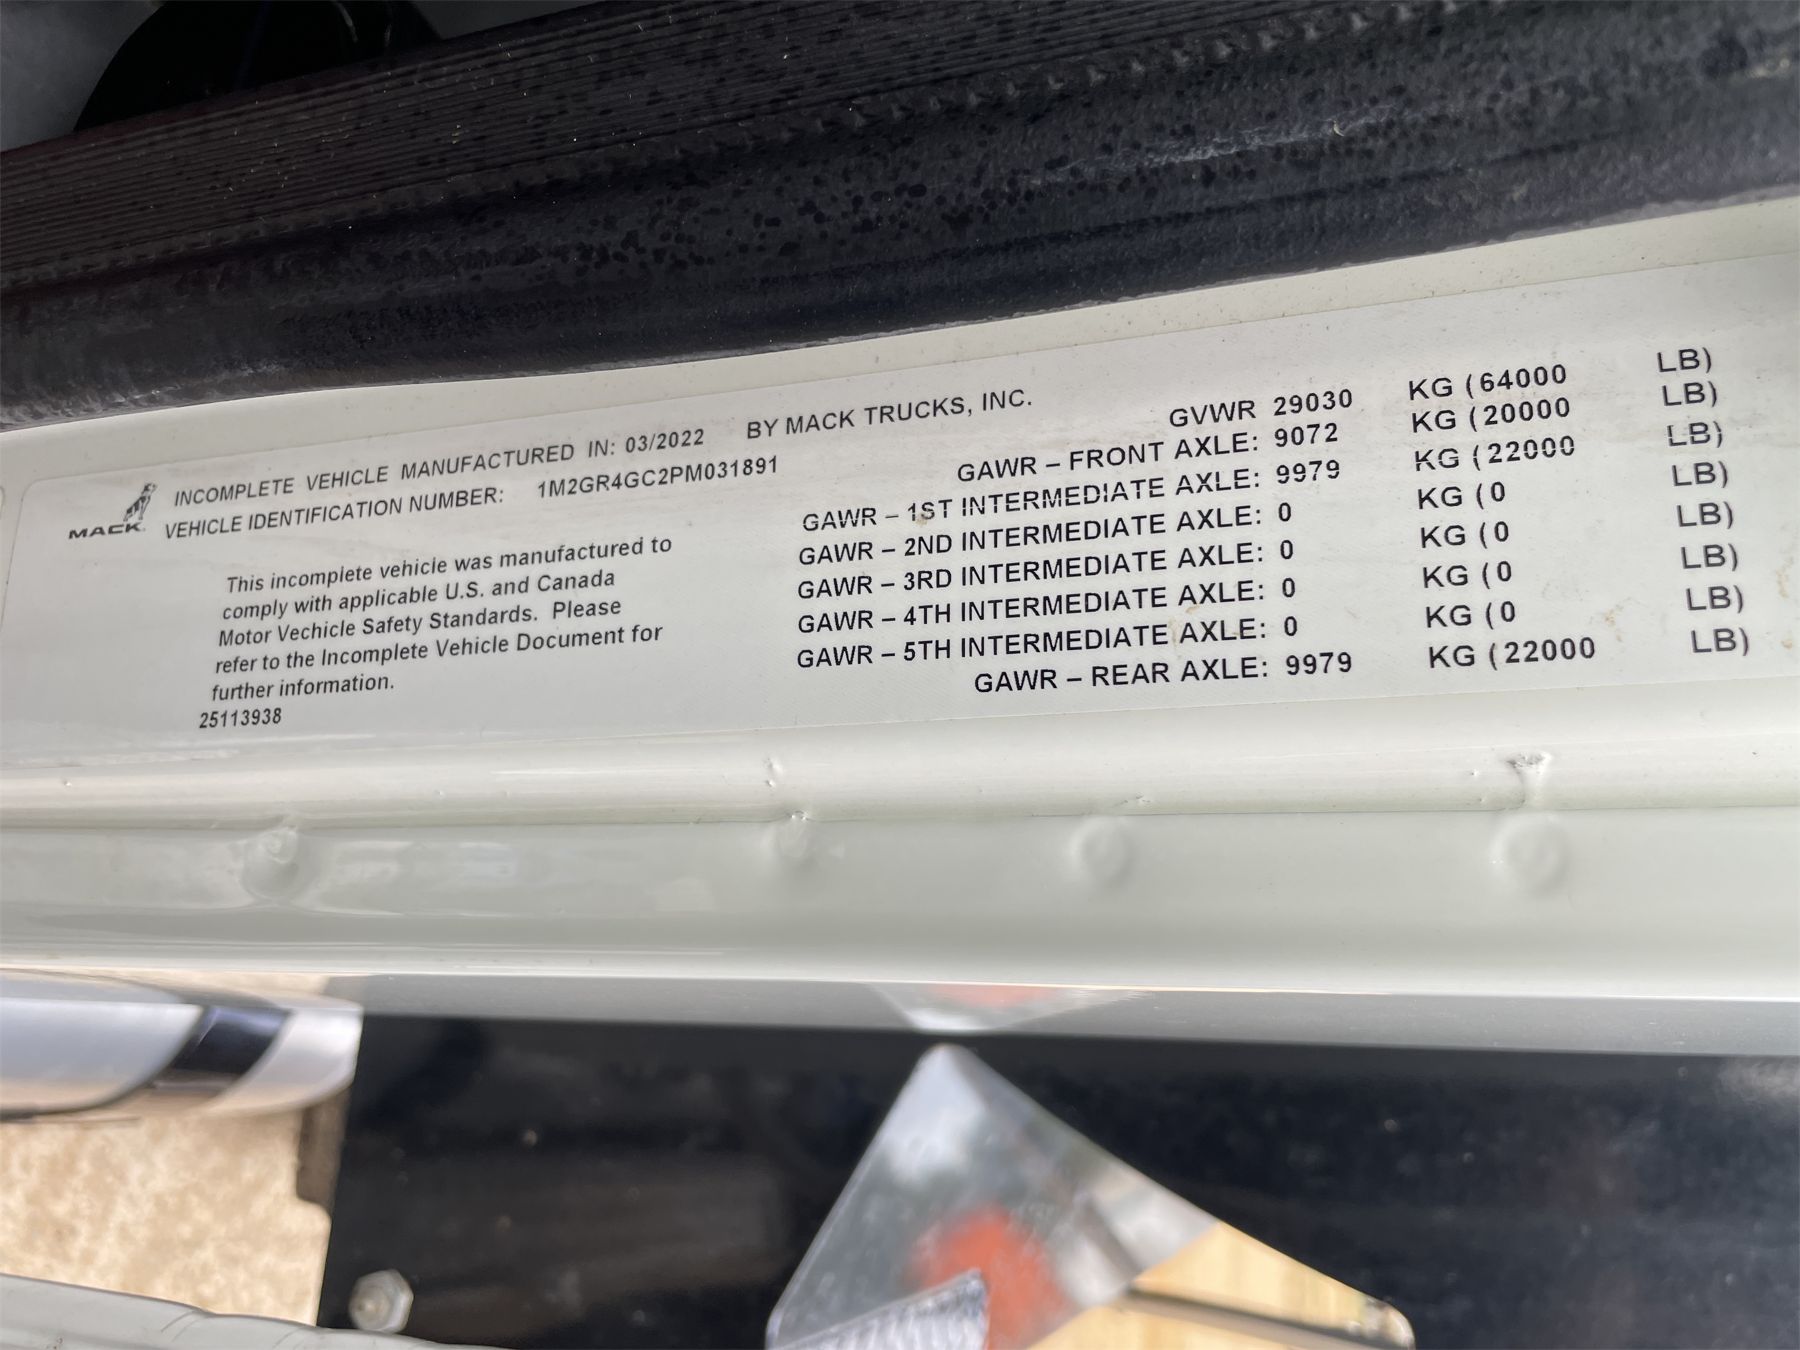 MACK
INCOMPLETE VEHICLE MANUFACTURED IN: 03/2022 BY MACK TRUCKS, INC.
VEHICLE IDENTIFICATION NUMBER: 1M2GR4GC2PM031891
This incomplete vehicle was manufactured to
comply with applicable U.S. and Canada
Motor Vechicle Safety Standards. Please
refer to the Incomplete Vehicle Document for
further information.
25113938
GVWR 29030 KG (64000 LB)
GAWR – FRONT AXLE: 9072 KG (20000 LB)
GAWR – 1ST INTERMEDIATE AXLE: 9979 KG (22000 LB)
GAWR – 2ND INTERMEDIATE AXLE: 0 KG (0 LB)
GAWR – 3RD INTERMEDIATE AXLE: 0 KG (0 LB)
GAWR – 4TH INTERMEDIATE AXLE: 0 KG (0 LB)
GAWR – 5TH INTERMEDIATE AXLE: 0 KG (0 LB)
GAWR – REAR AXLE: 9979 KG (22000 LB)